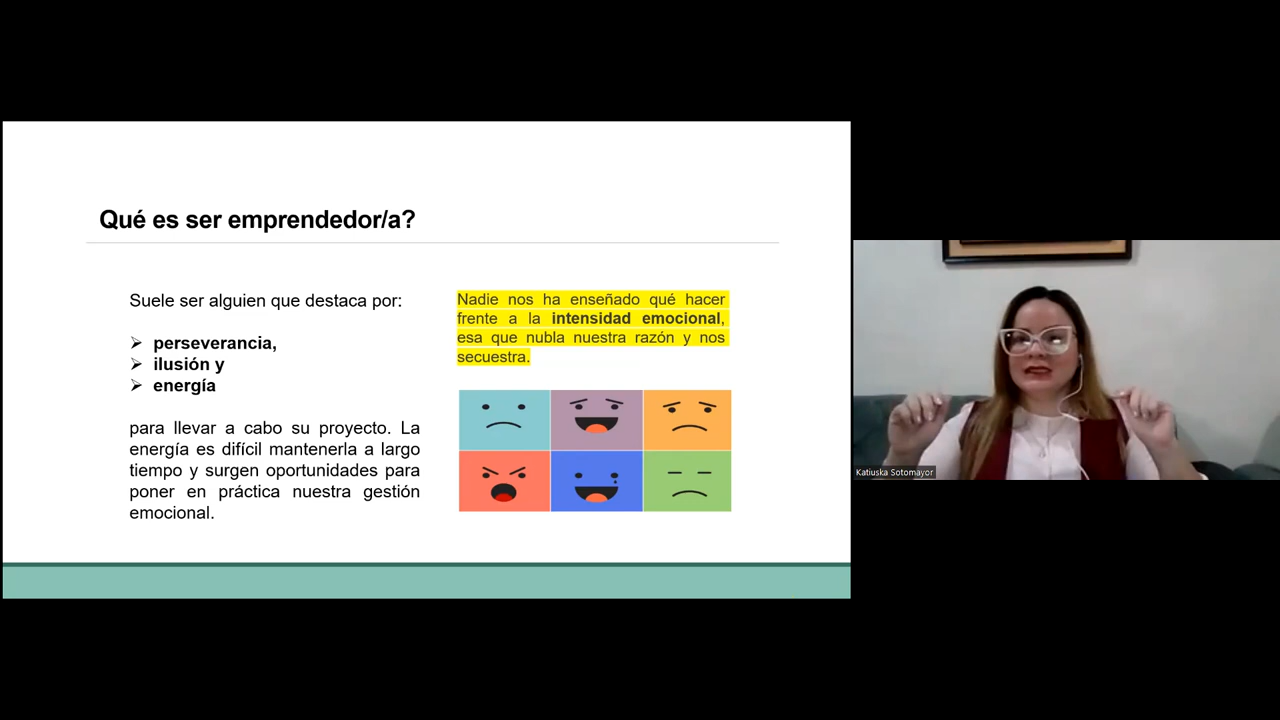 Qué es ser emprendedor/a?
Suele ser alguien que destaca por:
➢ perseverancia,
➢ ilusión y
➢ energía
para llevar a cabo su proyecto. La
energía es difícil mantenerla a largo
tiempo y surgen oportunidades para
poner en práctica nuestra gestión
emocional.
Nadie nos ha enseñado qué hacer
frente a la intensidad emocional,
esa que nubla nuestra razón y nos
secuestra.
Katiuska Sotomayor